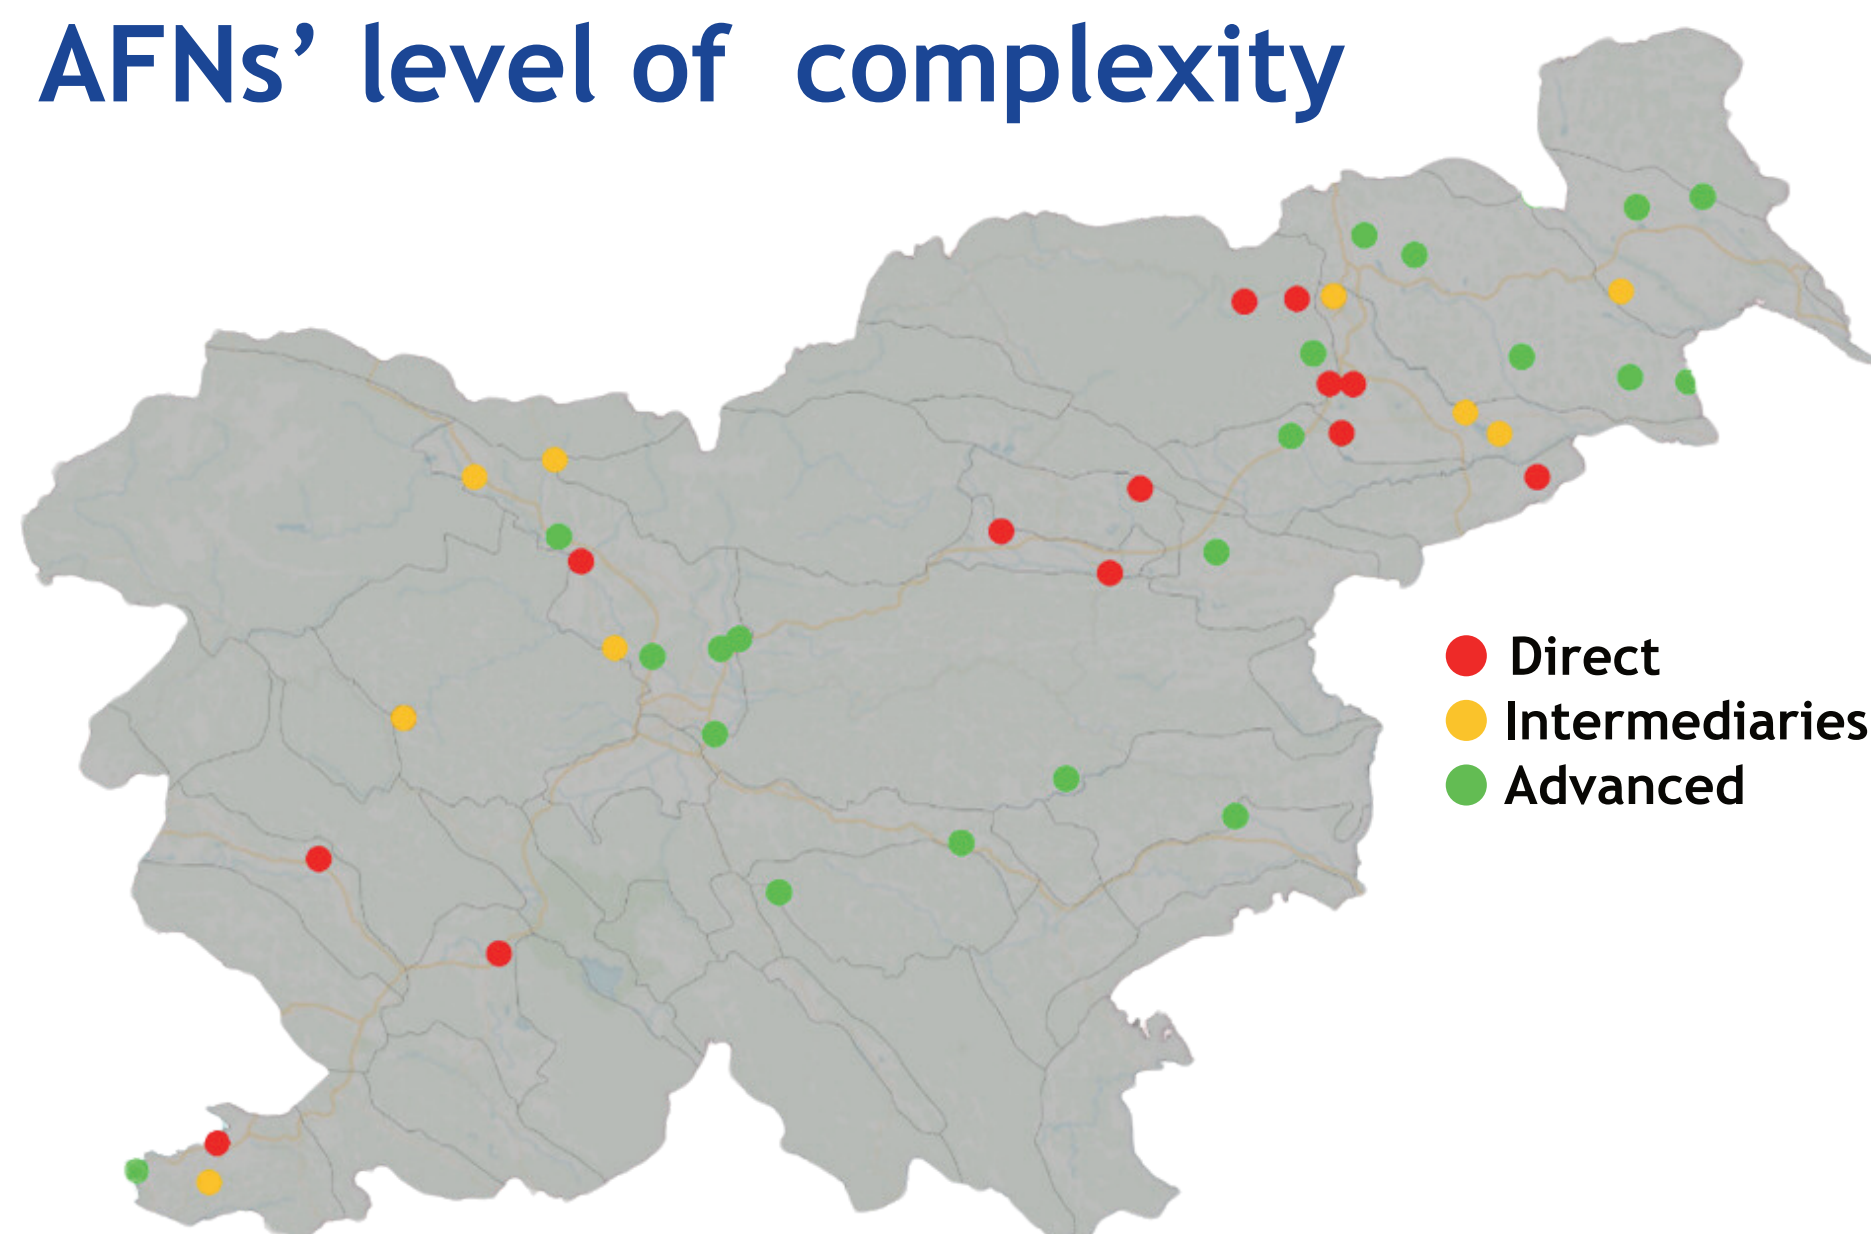 AFNs’ level of complexity
Direct
Intermediaries
Advanced